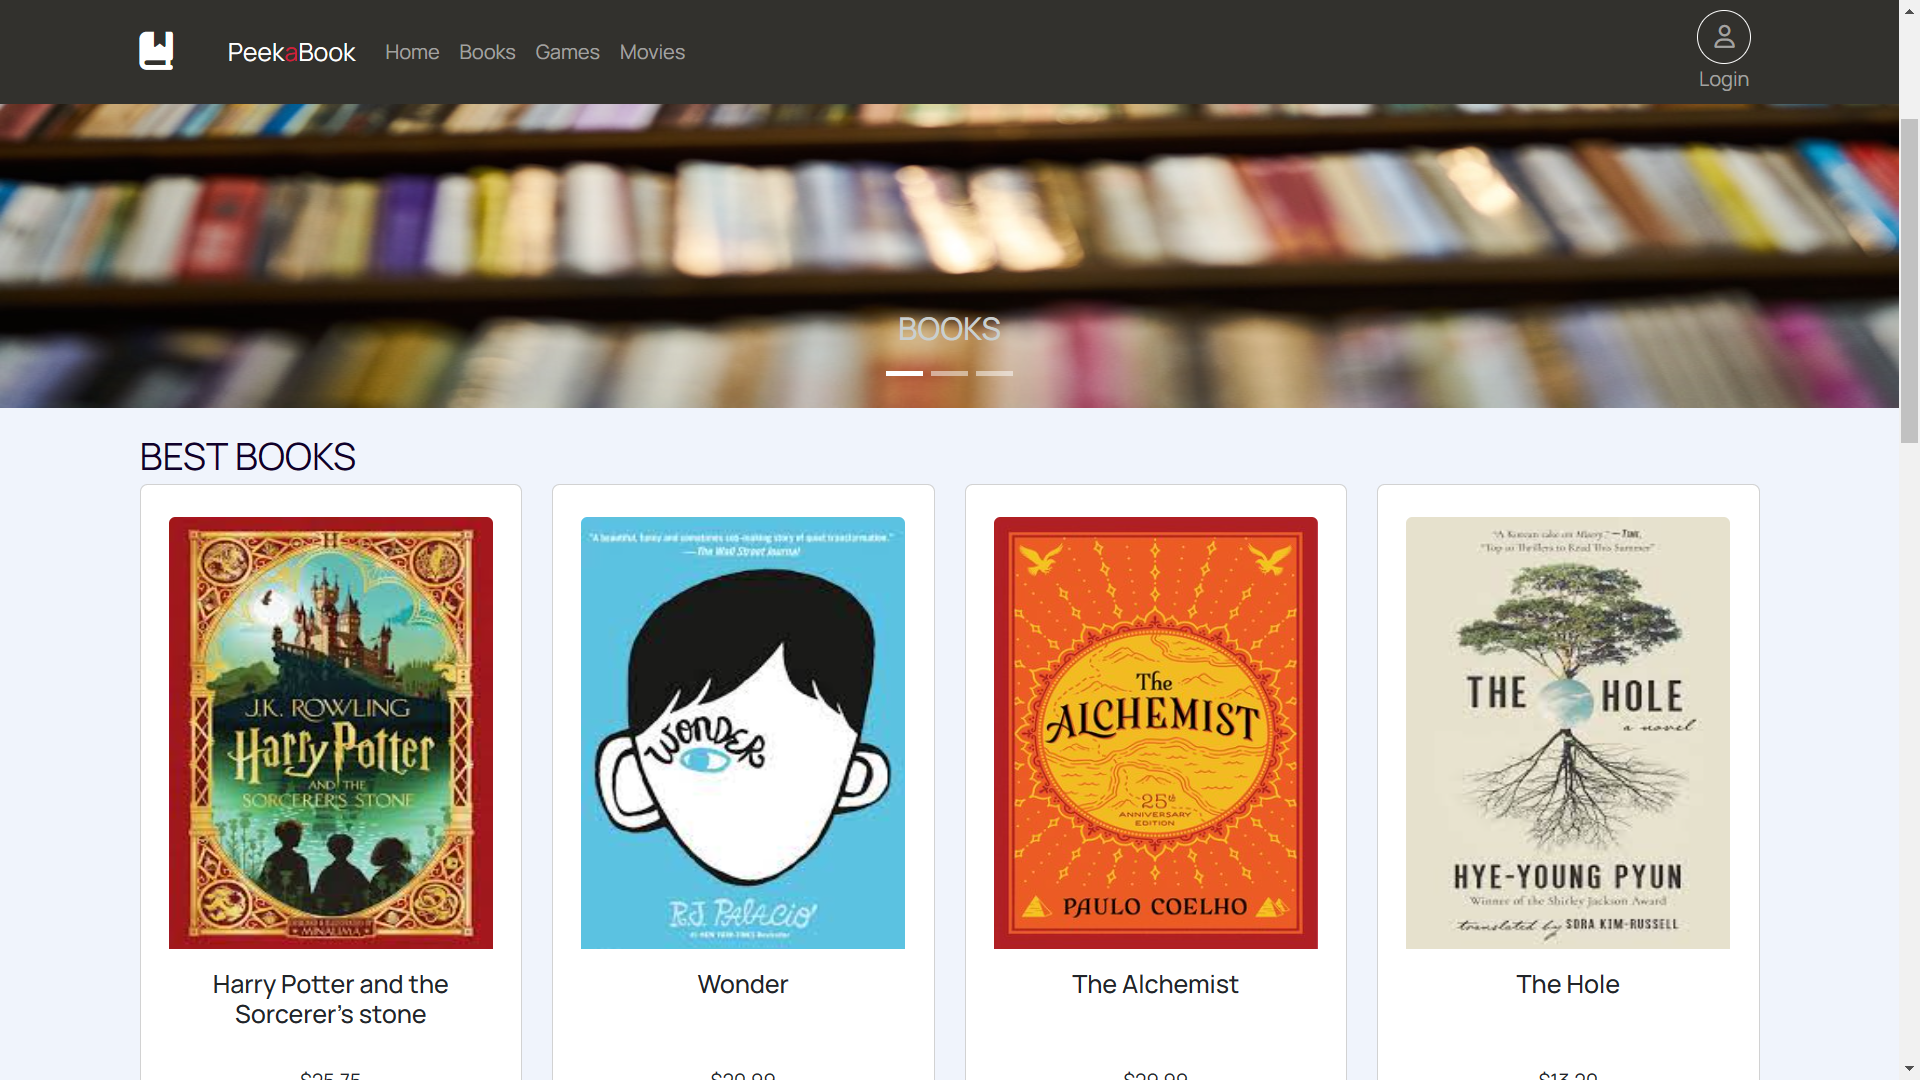 PeekaBook Home Books Games Movies
Login
BOOKS
BEST BOOKS
"A beautiful, funny and sometimes sob-making story of quiet transformation."
—The Wall Street Journal
WONDER
R.J. PALACIO
#1 NEW YORK TIMES Bestseller
J.K. ROWLING
Harry Potter
AND THE
SORCERER'S STONE
MINALIMA
The
ALCHEMIST
25th
ANNIVERSARY
EDITION
PAULO COELHO
"A Korean take on Misery." —TIME,
"Top 10 Thrillers to Read This Summer"
THE HOLE
a novel
HYE-YOUNG PYUN
Winner of the Shirley Jackson Award
translated by SORA KIM-RUSSELL
Harry Potter and the
Sorcerer's stone
Wonder
The Alchemist
The Hole